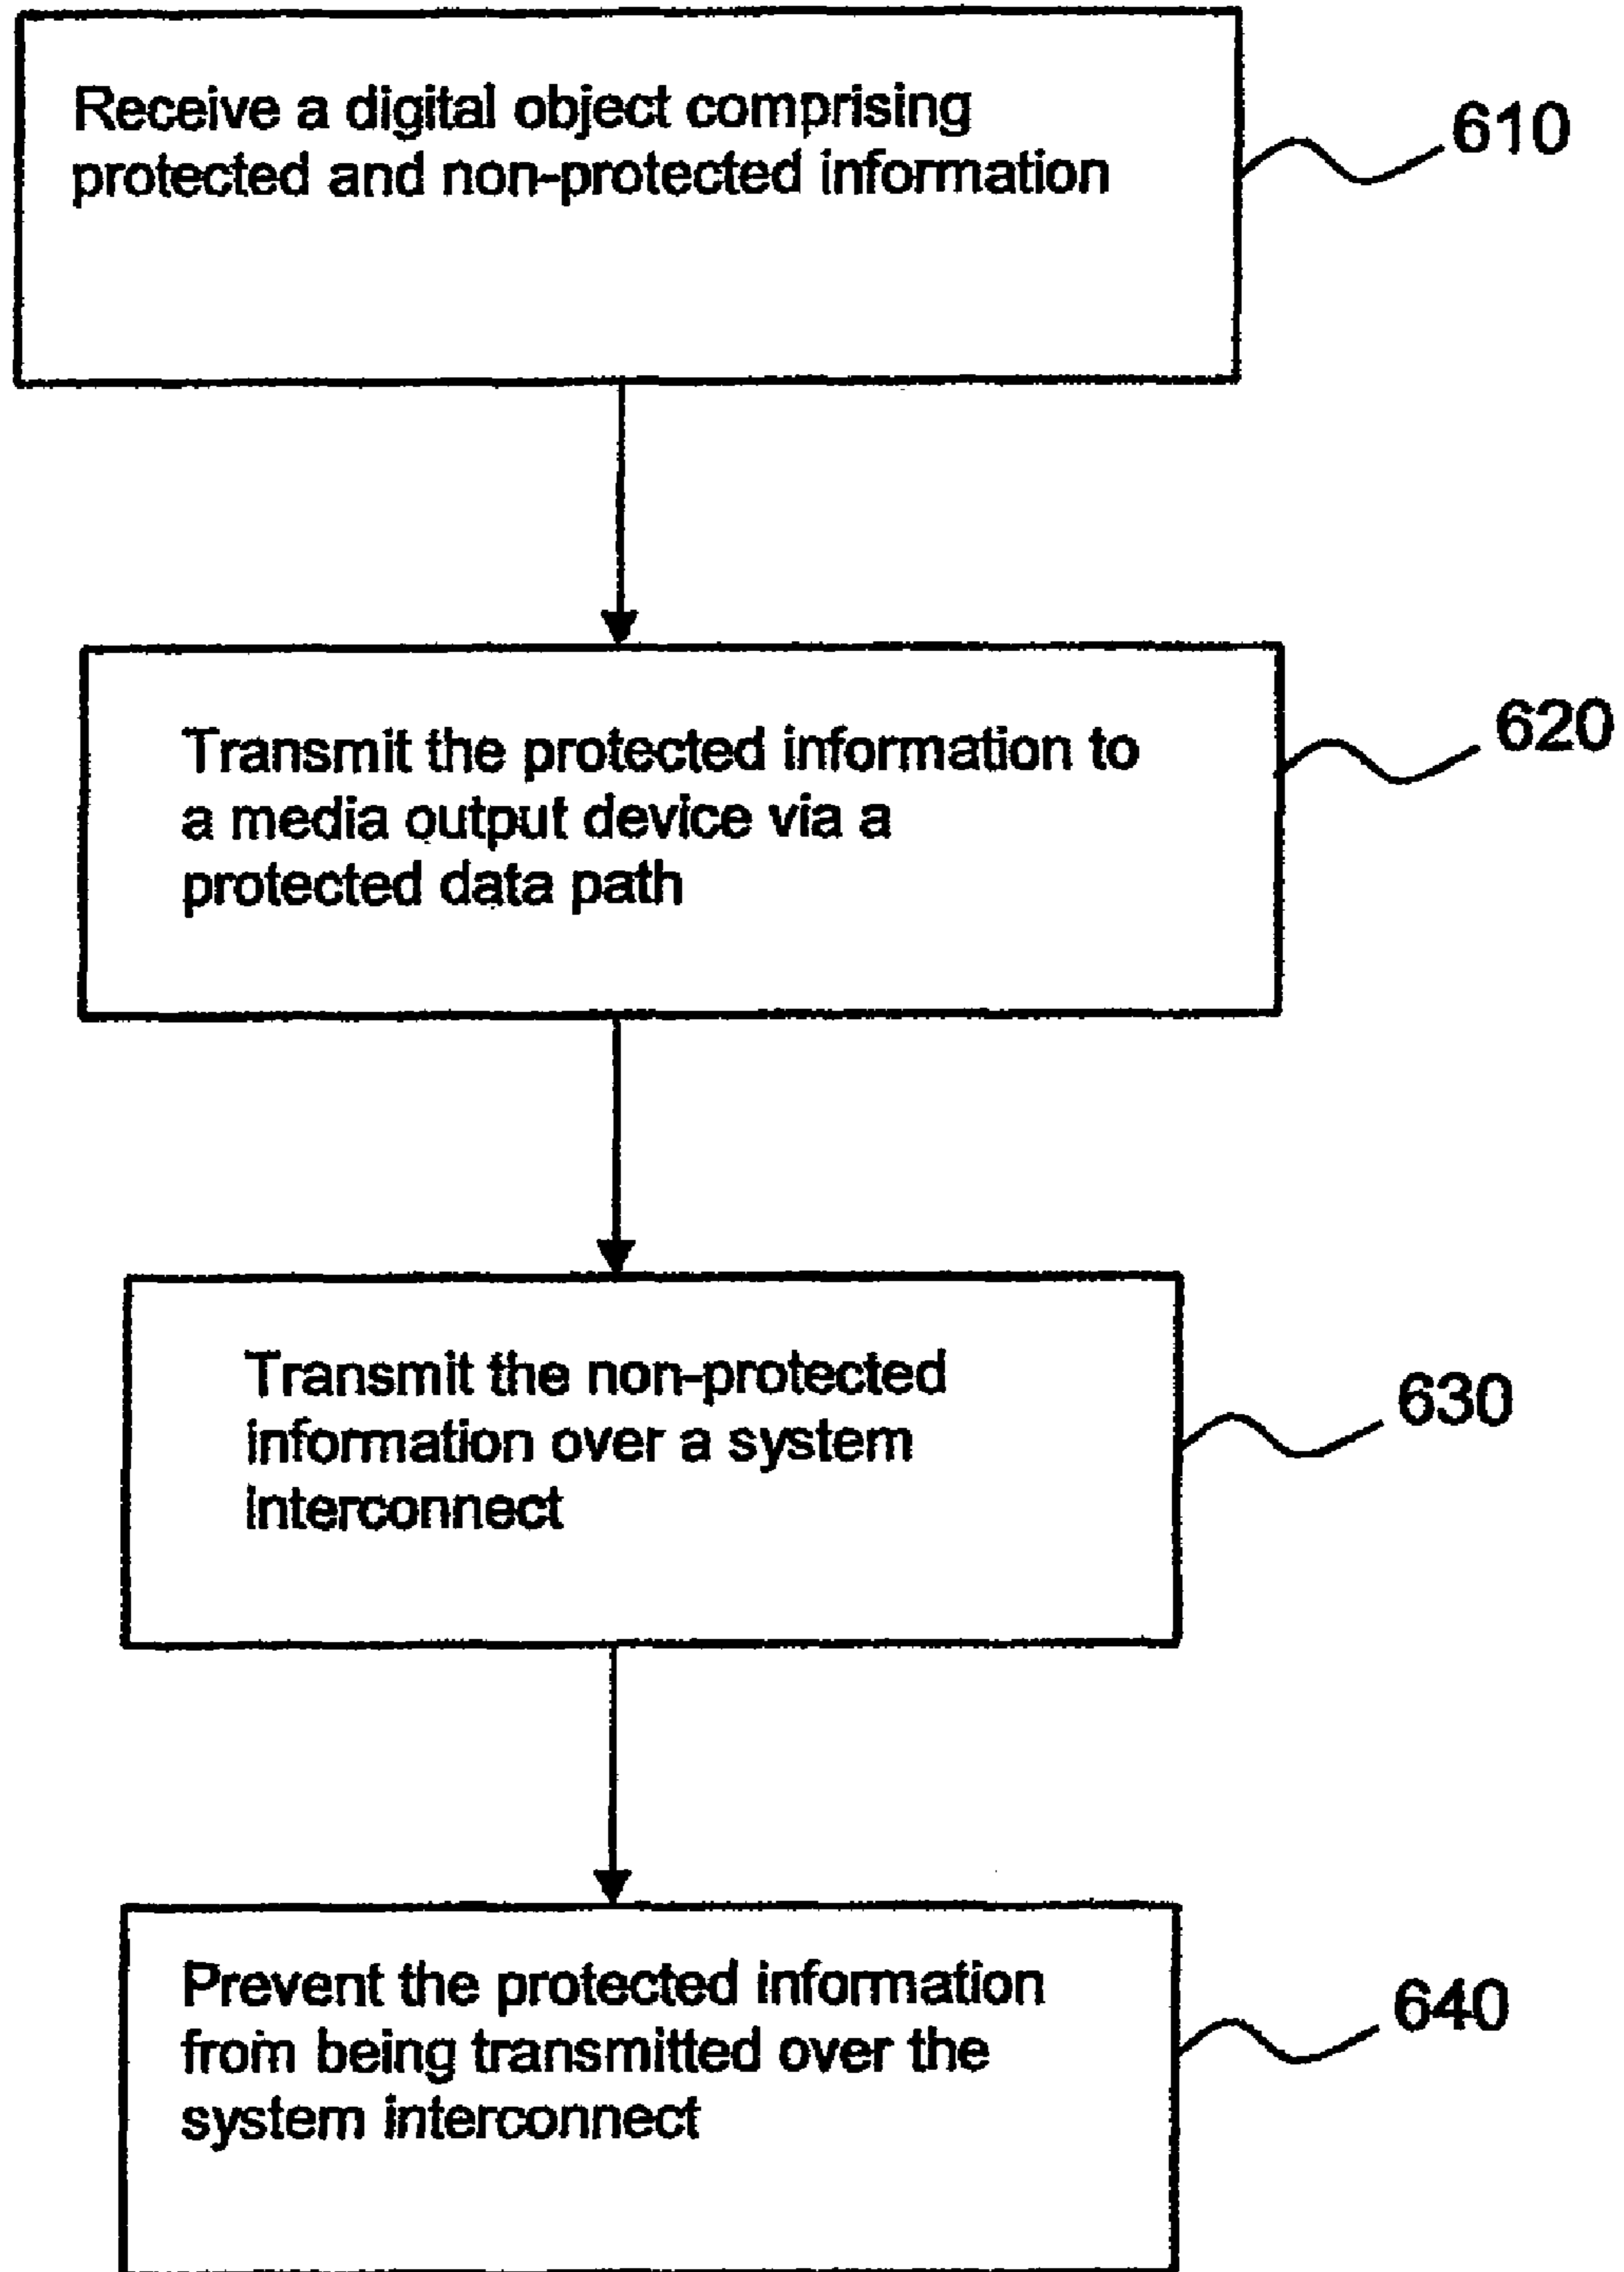 Receive a digital object comprising
protected and non-protected information
610
Transmit the protected information to
a media output device via a
protected data path
620
Transmit the non-protected
information over a system
interconnect
630
Prevent the protected information
from being transmitted over the
system interconnect
640